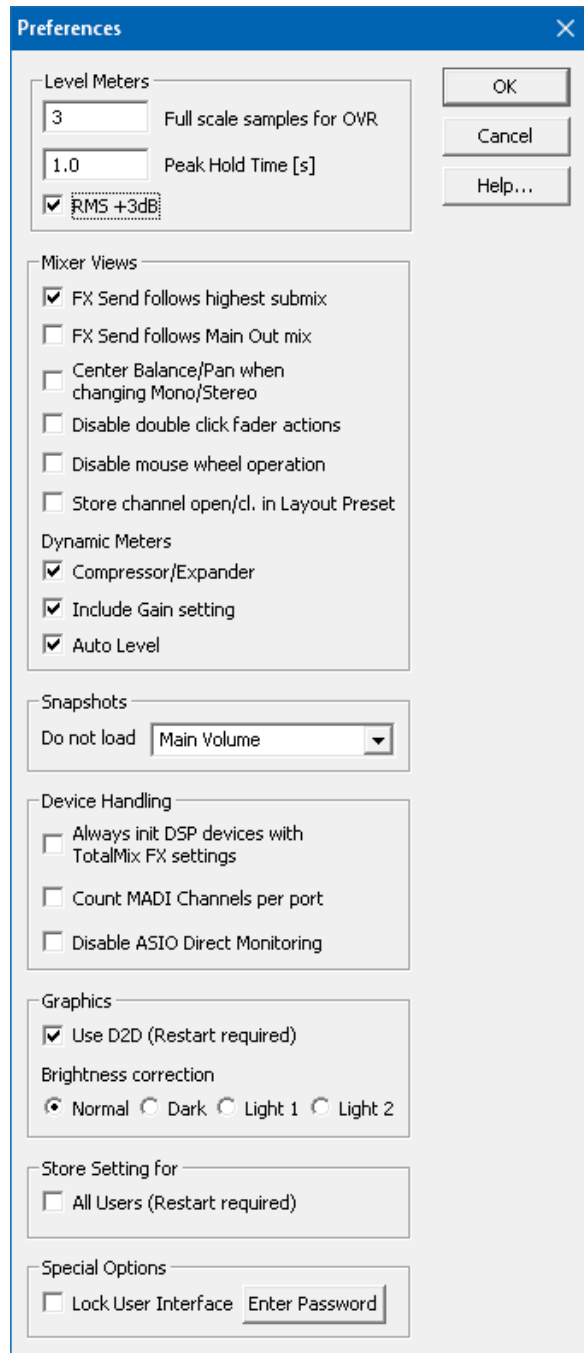 Preferences
Level Meters
3 Full scale samples for OVR
1.0 Peak Hold Time [s]
RMS +3dB
OK
Cancel
Help...
Mixer Views
FX Send follows highest submix
FX Send follows Main Out mix
Center Balance/Pan when
changing Mono/Stereo
Disable double click fader actions
Disable mouse wheel operation
Store channel open/cl. in Layout Preset
Dynamic Meters
Compressor/Expander
Include Gain setting
Auto Level
Snapshots
Do not load Main Volume
Device Handling
Always init DSP devices with
TotalMix FX settings
Count MADI Channels per port
Disable ASIO Direct Monitoring
Graphics
Use D2D (Restart required)
Brightness correction
Normal Dark Light 1 Light 2
Store Setting for
All Users (Restart required)
Special Options
Lock User Interface Enter Password